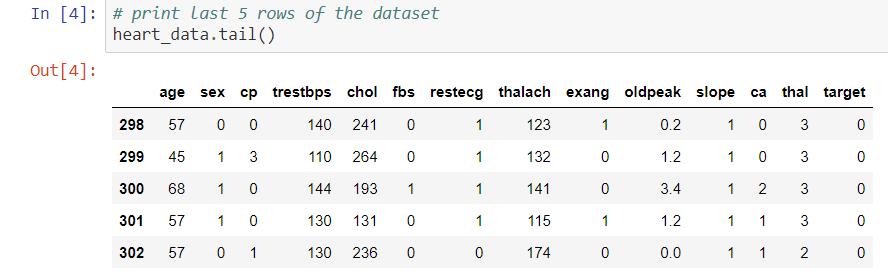 In [4]: # print last 5 rows of the dataset
heart_data.tail()
Out[4]:
age sex cp trestbps chol fbs restecg thalach exang oldpeak slope ca thal target
298 57 0 0 140 241 0 1 123 1 0.2 1 0 3 0
299 45 1 3 110 264 0 1 132 0 1.2 1 0 3 0
300 68 1 0 144 193 1 1 141 0 3.4 1 2 3 0
301 57 1 0 130 131 0 1 115 1 1.2 1 1 3 0
302 57 0 1 130 236 0 0 174 0 0.0 1 1 2 0